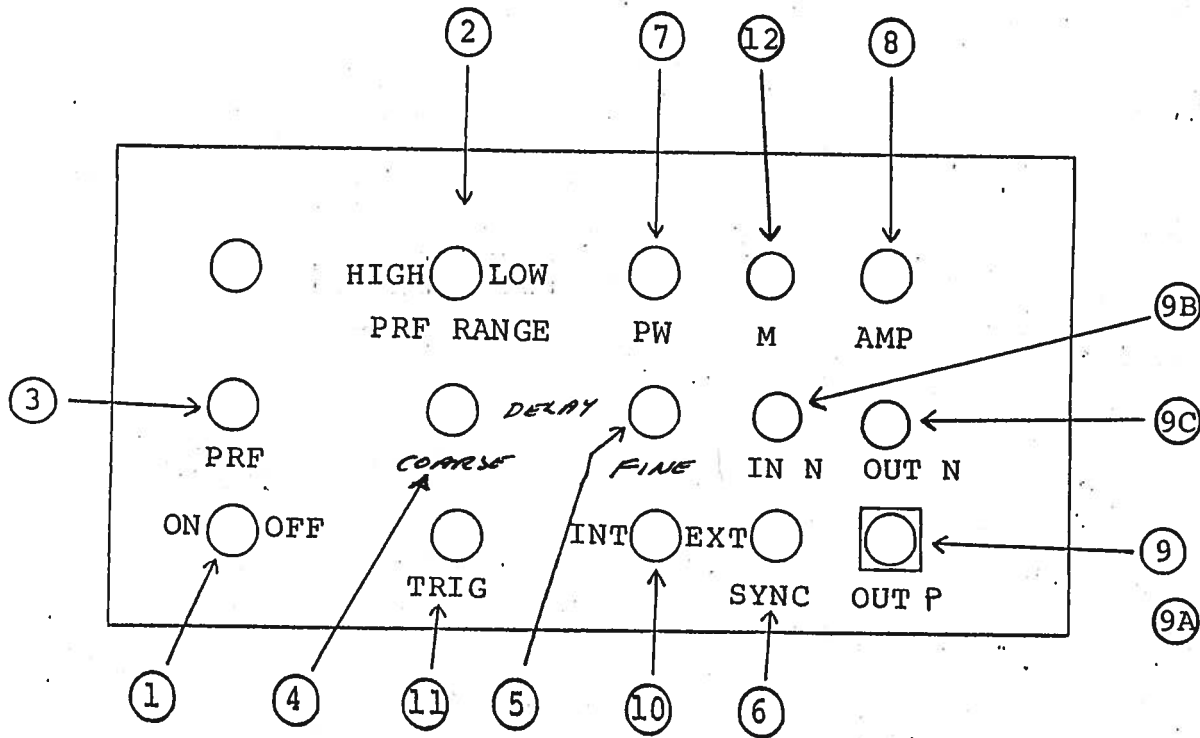 2 7 12 8
HIGH LOW
PRF RANGE PW M AMP
9B
3 DELAY 9C
PRF COARSE FINE IN N OUT N
ON OFF INT EXT
9
TRIG SYNC OUT P
9A
1 4 11 5 10 6